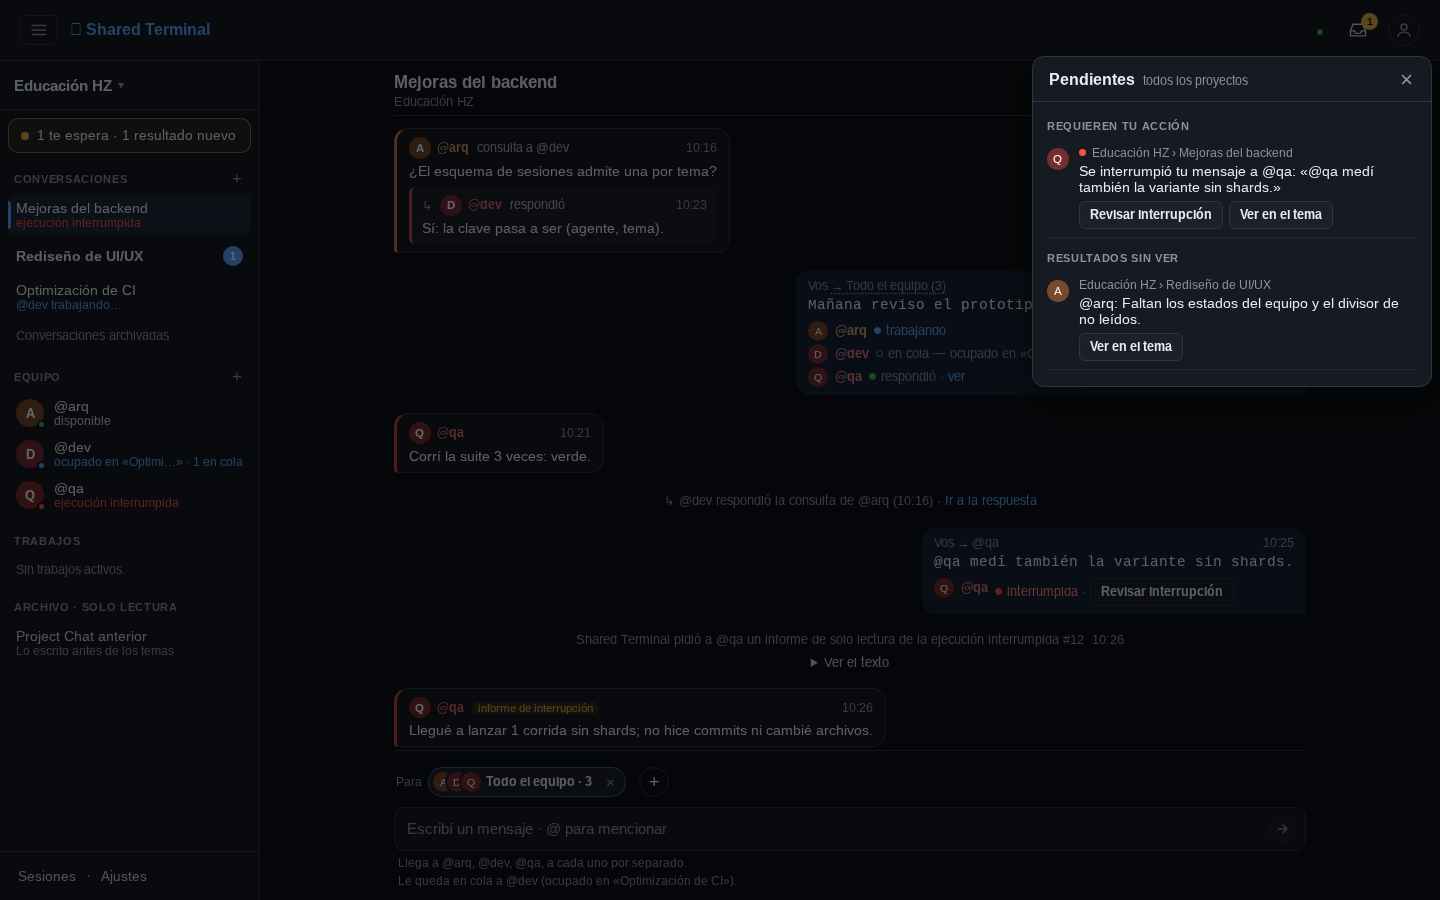 Shared Terminal
1
Educación HZ ▾
1 te espera · 1 resultado nuevo
CONVERSACIONES +
Mejoras del backend
ejecución interrumpida
Rediseño de UI/UX 1
Optimización de CI
@dev trabajando…
Conversaciones archivadas
EQUIPO +
A @arq
disponible
D @dev
ocupado en «Optimi…» · 1 en cola
Q @qa
ejecución interrumpida
TRABAJOS
Sin trabajos activos.
ARCHIVO · SOLO LECTURA
Project Chat anterior
Lo escrito antes de los temas
Sesiones · Ajustes
Mejoras del backend
Educación HZ
A @arq consulta a @dev 10:16
¿El esquema de sesiones admite una por tema?
↳ D @dev respondió 10:23
Sí: la clave pasa a ser (agente, tema).
Vos → Todo el equipo (3)
Mañana reviso el prototip
A @arq trabajando
D @dev en cola — ocupado en «O
Q @qa respondió · ver
Q @qa 10:21
Corrí la suite 3 veces: verde.
↳ @dev respondió la consulta de @arq (10:16) · Ir a la respuesta
Vos → @qa 10:25
@qa medí también la variante sin shards.
Q @qa interrumpida · Revisar interrupción
Shared Terminal pidió a @qa un informe de solo lectura de la ejecución interrumpida #12 10:26
▶ Ver el texto
Q @qa informe de interrupción 10:26
Llegué a lanzar 1 corrida sin shards; no hice commits ni cambié archivos.
Para A D Q Todo el equipo · 3 × +
Escribí un mensaje · @ para mencionar
Llega a @arq, @dev, @qa, a cada uno por separado.
Le queda en cola a @dev (ocupado en «Optimización de CI»).
Pendientes todos los proyectos ✕
REQUIEREN TU ACCIÓN
Q Educación HZ › Mejoras del backend
Se interrumpió tu mensaje a @qa: «@qa medí
también la variante sin shards.»
Revisar interrupción Ver en el tema
RESULTADOS SIN VER
A Educación HZ › Rediseño de UI/UX
@arq: Faltan los estados del equipo y el divisor de
no leídos.
Ver en el tema